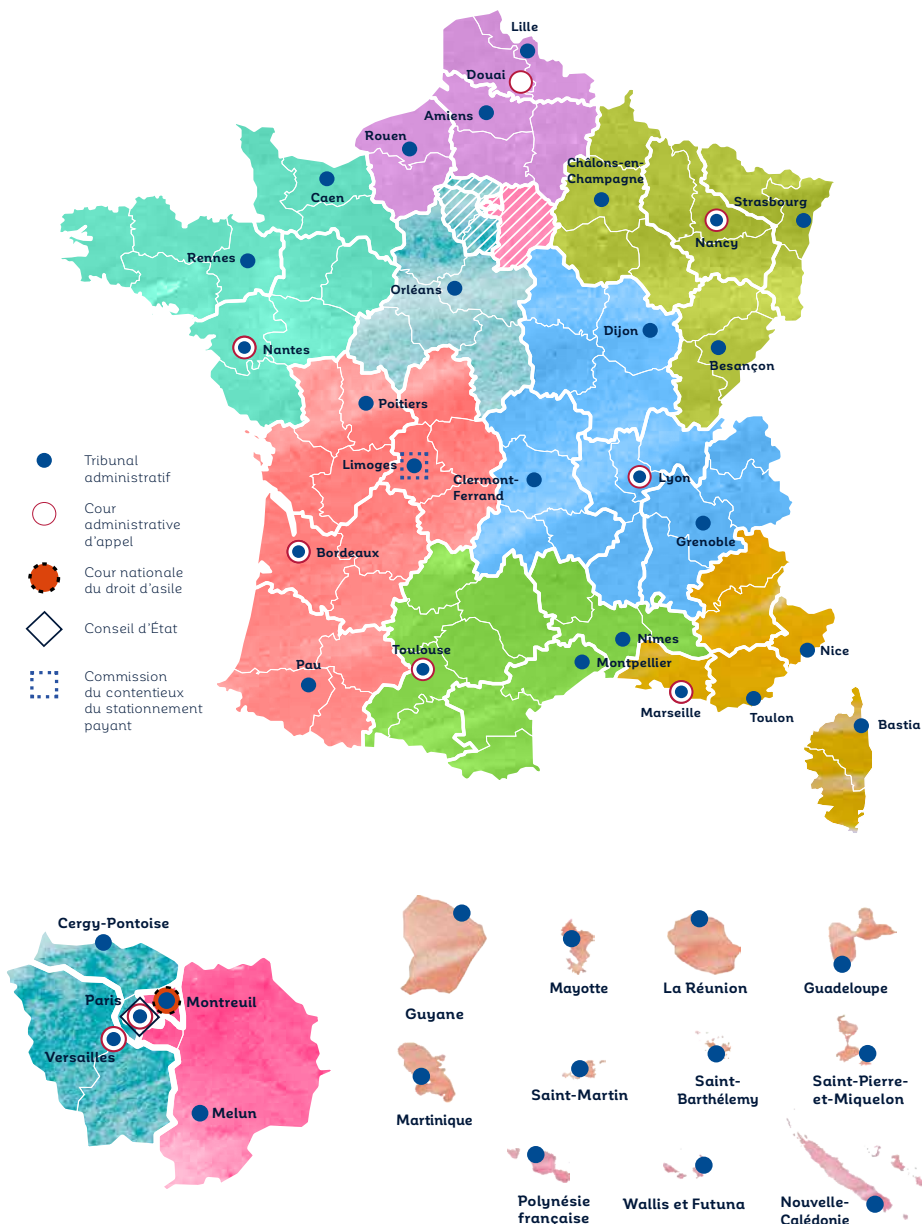 Lille
Douai
Amiens
Rouen
Caen
Châlons-en-
Champagne
Strasbourg
Nancy
Rennes
Orléans
Nantes
Dijon
Besançon
Poitiers
Limoges
Clermont-
Ferrand
Lyon
Grenoble
Bordeaux
Pau
Toulouse
Nîmes
Montpellier
Marseille
Toulon
Nice
Bastia
Tribunal
administratif
Cour
administrative
d'appel
Cour nationale
du droit d'asile
Conseil d'État
Commission
du contentieux
du stationnement
payant
Cergy-Pontoise
Paris
Montreuil
Versailles
Melun
Guyane
Mayotte
La Réunion
Guadeloupe
Martinique
Saint-Martin
Saint-
Barthélemy
Saint-Pierre-
et-Miquelon
Polynésie
française
Wallis et Futuna
Nouvelle-
Calédonie